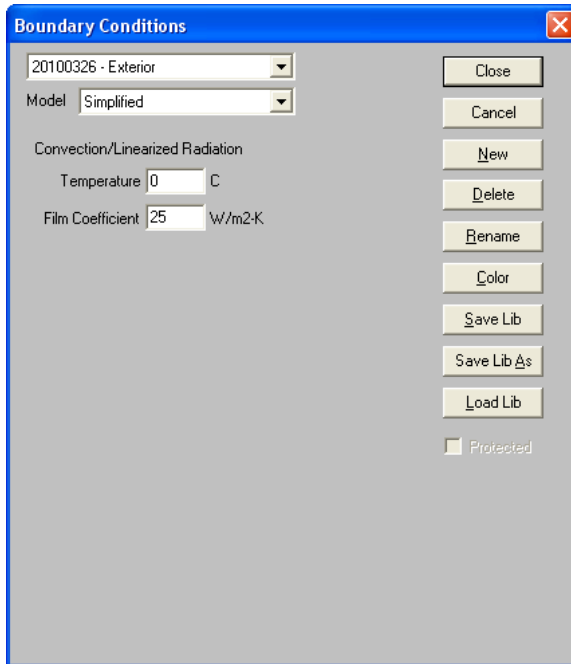 Boundary Conditions
20100326 - Exterior
Model Simplified
Convection/Linearized Radiation
Temperature 0 C
Film Coefficient 25 W/m2-K
Close
Cancel
New
Delete
Rename
Color
Save Lib
Save Lib As
Load Lib
Protected